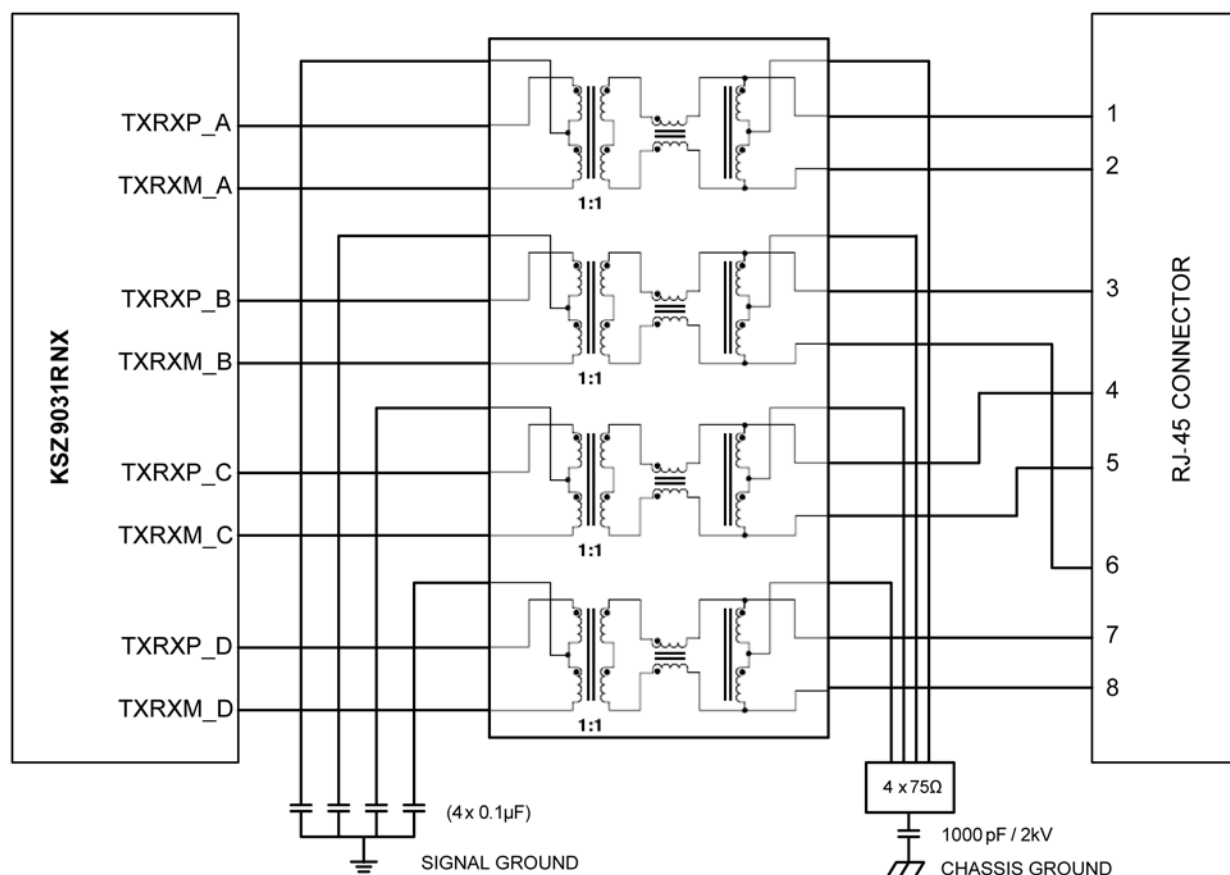 KSZ9031RNX
TXRXP_A
TXRXM_A
TXRXP_B
TXRXM_B
TXRXP_C
TXRXM_C
TXRXP_D
TXRXM_D
1:1
1:1
1:1
1:1
1
2
3
4
5
6
7
8
RJ-45 CONNECTOR
(4 x 0.1µF)
SIGNAL GROUND
4 x 75Ω
1000 pF / 2kV
CHASSIS GROUND